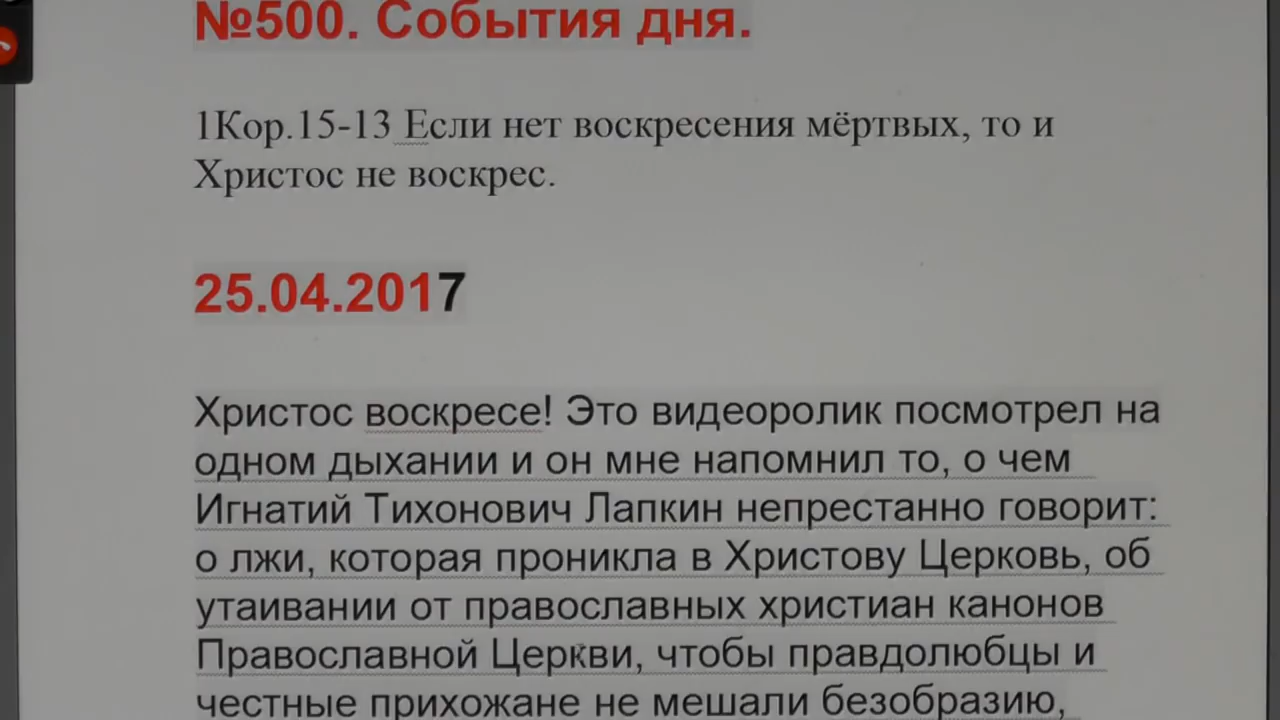 №500. События дня.
1Кор.15-13 Если нет воскресения мёртвых, то и
Христос не воскрес.
25.04.2017
Христос воскресе! Это видеоролик посмотрел на
одном дыхании и он мне напомнил то, о чем
Игнатий Тихонович Лапкин непрестанно говорит:
о лжи, которая проникла в Христову Церковь, об
утаивании от православных христиан канонов
Православной Церкви, чтобы правдолюбцы и
честные прихожане не мешали безобразию,